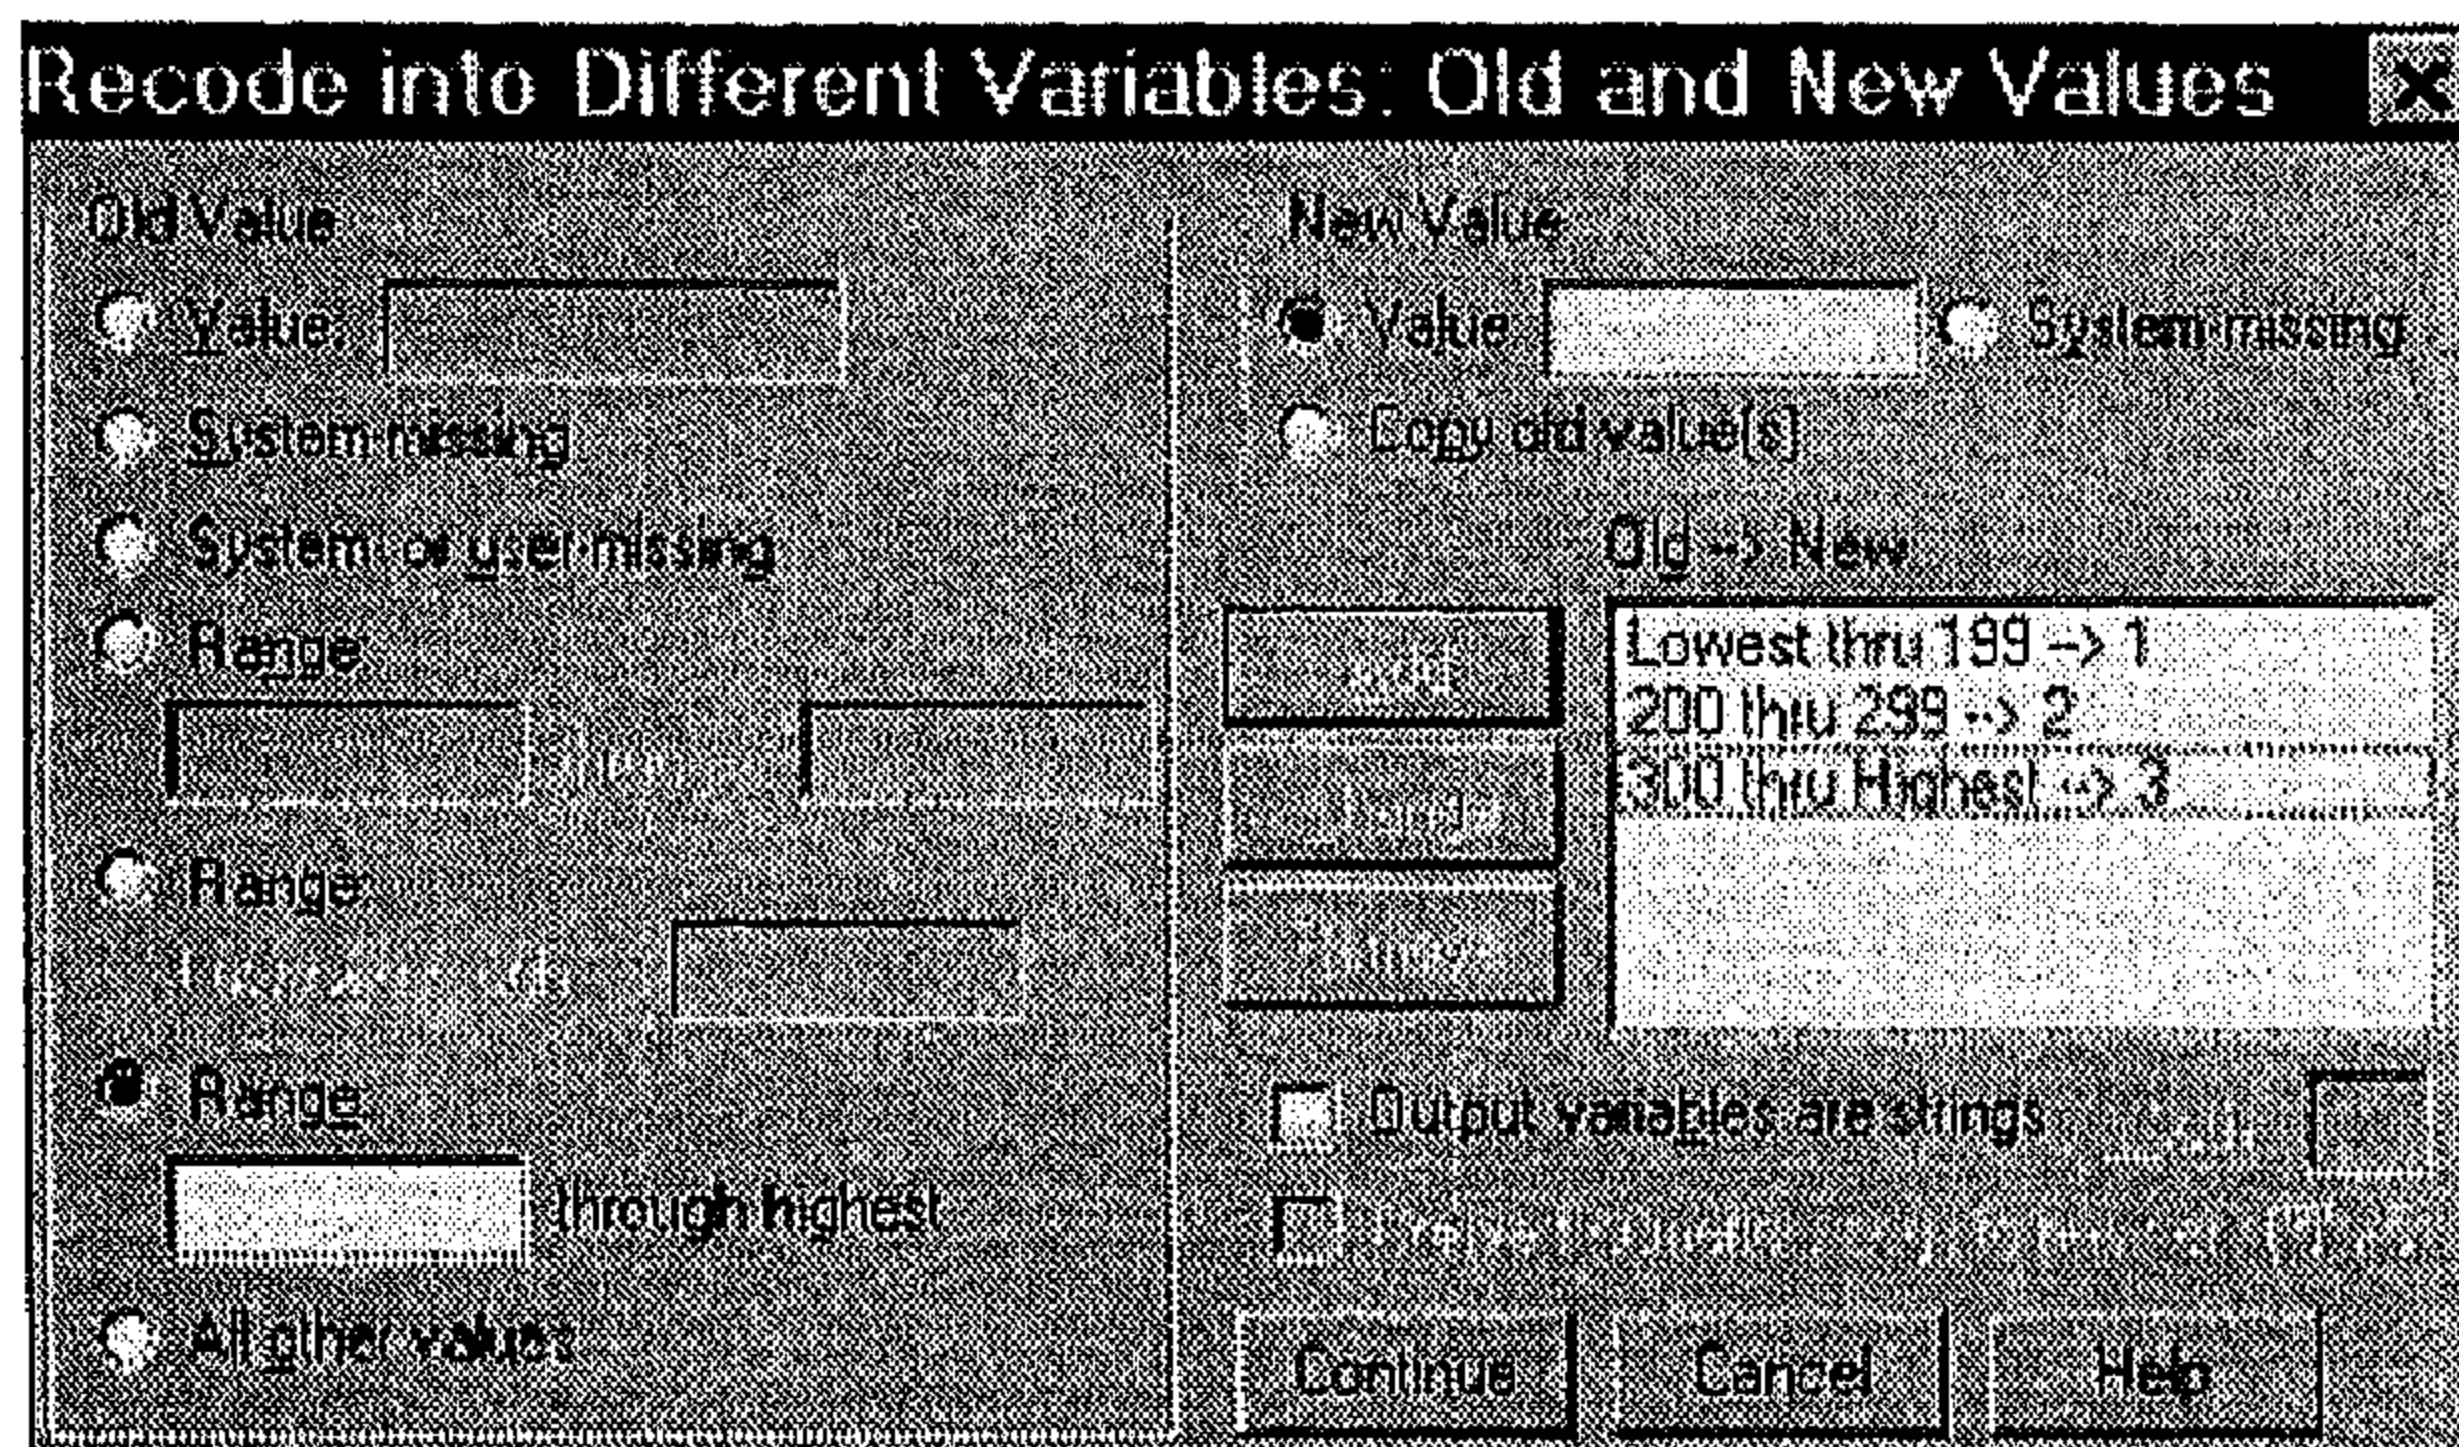 Recode into Different Variables: Old and New Values
Old Value
Value:
System-missing
System- or user-missing
Range:
Range:
Range:
through highest
All other values
New Value
Value: System-missing
Copy old value(s)
Old --> New
Add
Lowest thru 199 --> 1
200 thru 299 --> 2
300 thru Highest --> 3
Output variables are strings
Continue Cancel Help